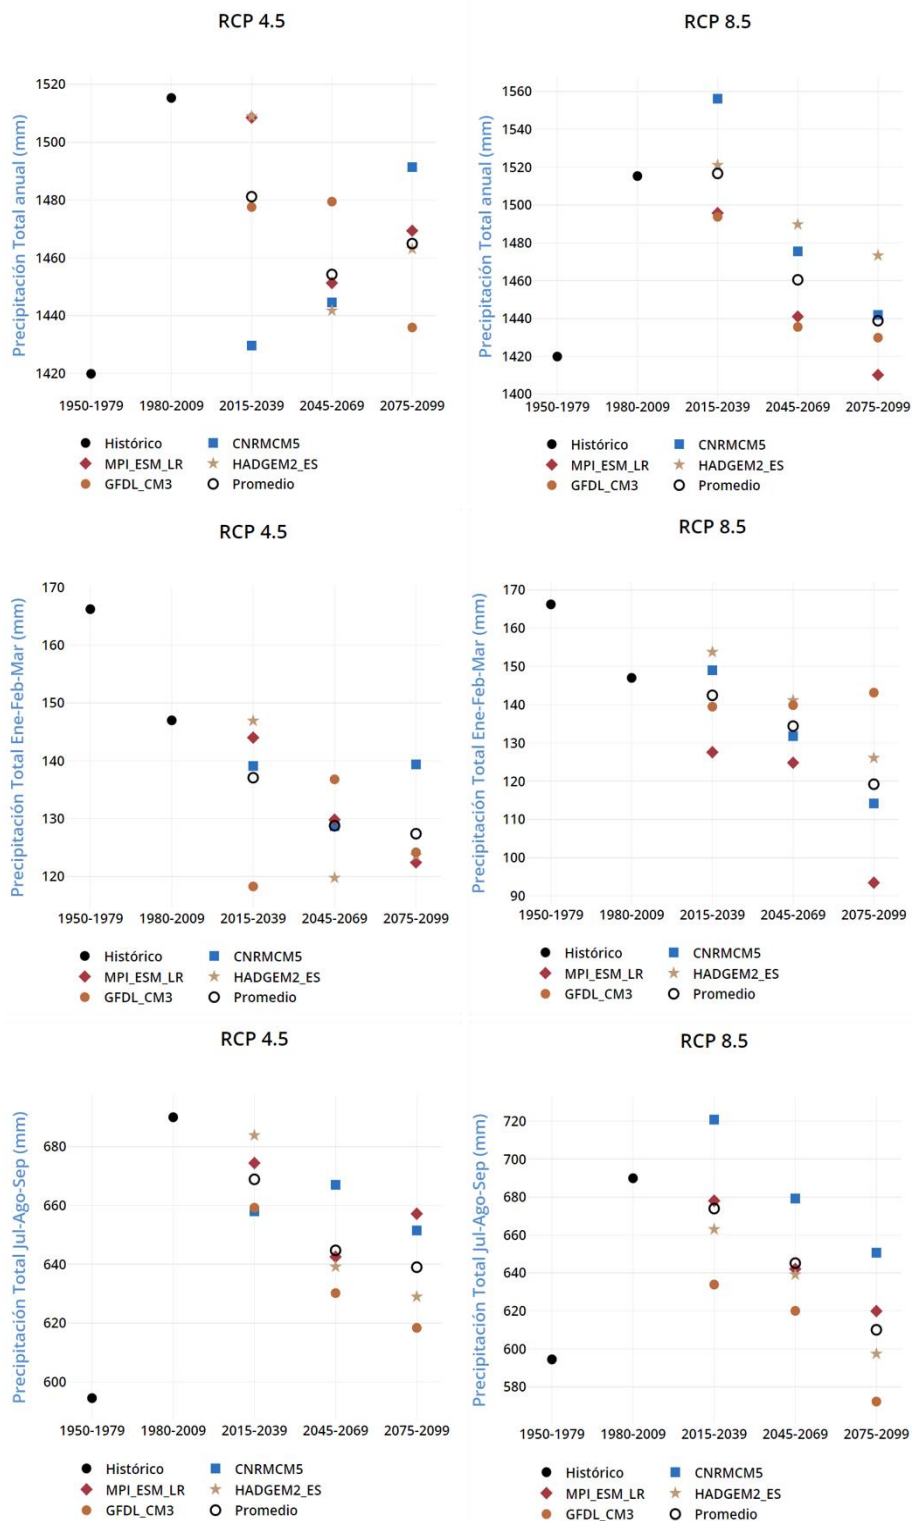 RCP 4.5
Precipitación Total anual (mm)
1520
1500
1480
1460
1440
1420
1950-1979 1980-2009 2015-2039 2045-2069 2075-2099
Histórico CNRMCM5
MPI_ESM_LR HADGEM2_ES
GFDL_CM3 Promedio
RCP 8.5
Precipitación Total anual (mm)
1560
1540
1520
1500
1480
1460
1440
1420
1400
1950-1979 1980-2009 2015-2039 2045-2069 2075-2099
Histórico CNRMCM5
MPI_ESM_LR HADGEM2_ES
GFDL_CM3 Promedio
RCP 4.5
Precipitación Total Ene-Feb-Mar (mm)
170
160
150
140
130
120
1950-1979 1980-2009 2015-2039 2045-2069 2075-2099
Histórico CNRMCM5
MPI_ESM_LR HADGEM2_ES
GFDL_CM3 Promedio
RCP 8.5
Precipitación Total Ene-Feb-Mar (mm)
170
160
150
140
130
120
110
100
90
1950-1979 1980-2009 2015-2039 2045-2069 2075-2099
Histórico CNRMCM5
MPI_ESM_LR HADGEM2_ES
GFDL_CM3 Promedio
RCP 4.5
Precipitación Total Jul-Ago-Sep (mm)
680
660
640
620
600
1950-1979 1980-2009 2015-2039 2045-2069 2075-2099
Histórico CNRMCM5
MPI_ESM_LR HADGEM2_ES
GFDL_CM3 Promedio
RCP 8.5
Precipitación Total Jul-Ago-Sep (mm)
720
700
680
660
640
620
600
580
1950-1979 1980-2009 2015-2039 2045-2069 2075-2099
Histórico CNRMCM5
MPI_ESM_LR HADGEM2_ES
GFDL_CM3 Promedio